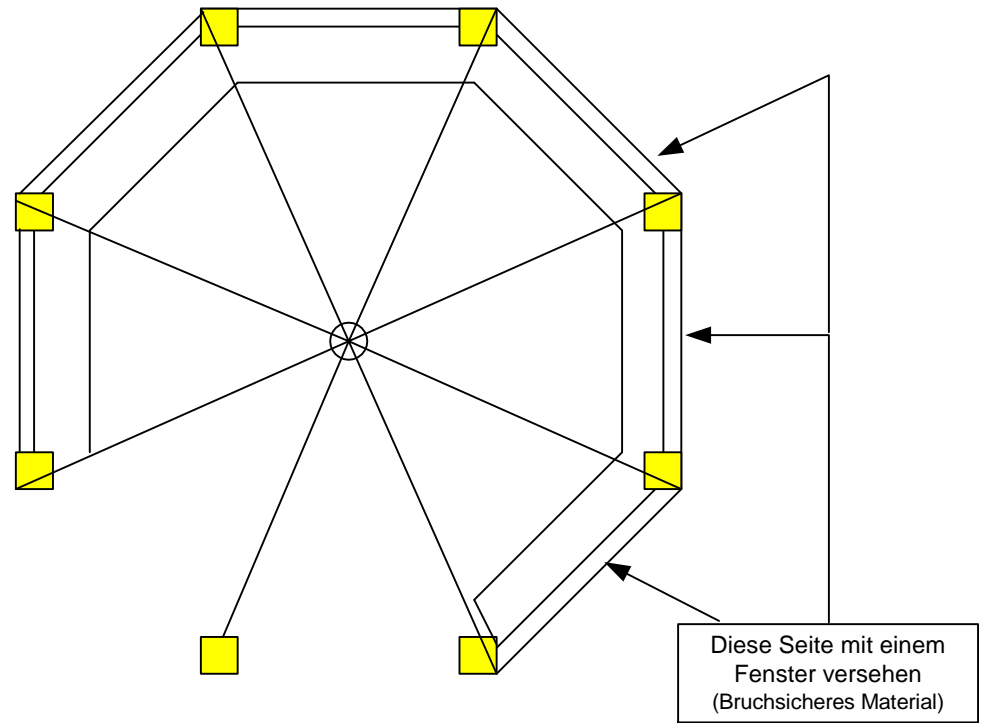 Diese Seite mit einem
Fenster versehen
(Bruchsicheres Material)